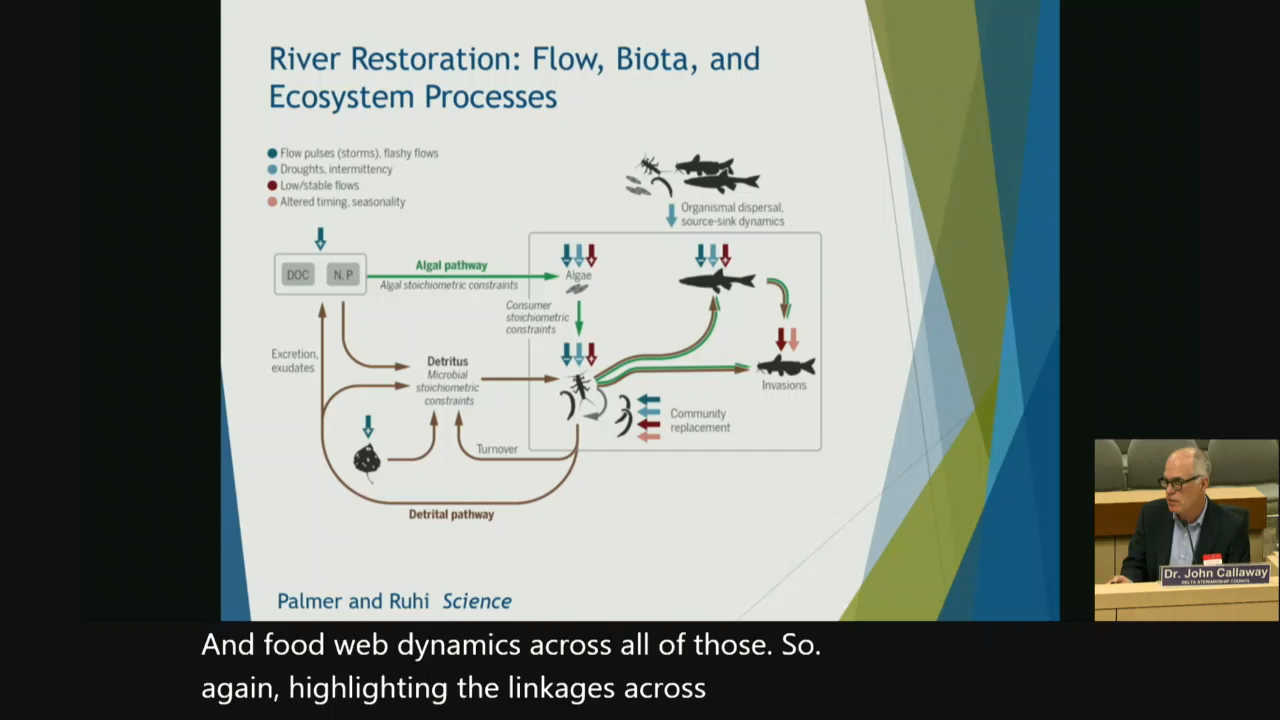 River Restoration: Flow, Biota, and
Ecosystem Processes
Flow pulses (storms), flashy flows
Droughts, intermittency
Low/stable flows
Altered timing, seasonality
Organismal dispersal,
source-sink dynamics
DOC
N, P
Algal pathway
Algal stoichiometric constraints
Algae
Consumer
stoichiometric
constraints
Excretion,
exudates
Detritus
Microbial
stoichiometric
constraints
Invasions
Community
replacement
Turnover
Detrital pathway
Palmer and Ruhi Science
Dr. John Callaway
DELTA STEWARDSHIP COUNCIL
And food web dynamics across all of those. So.
again, highlighting the linkages across